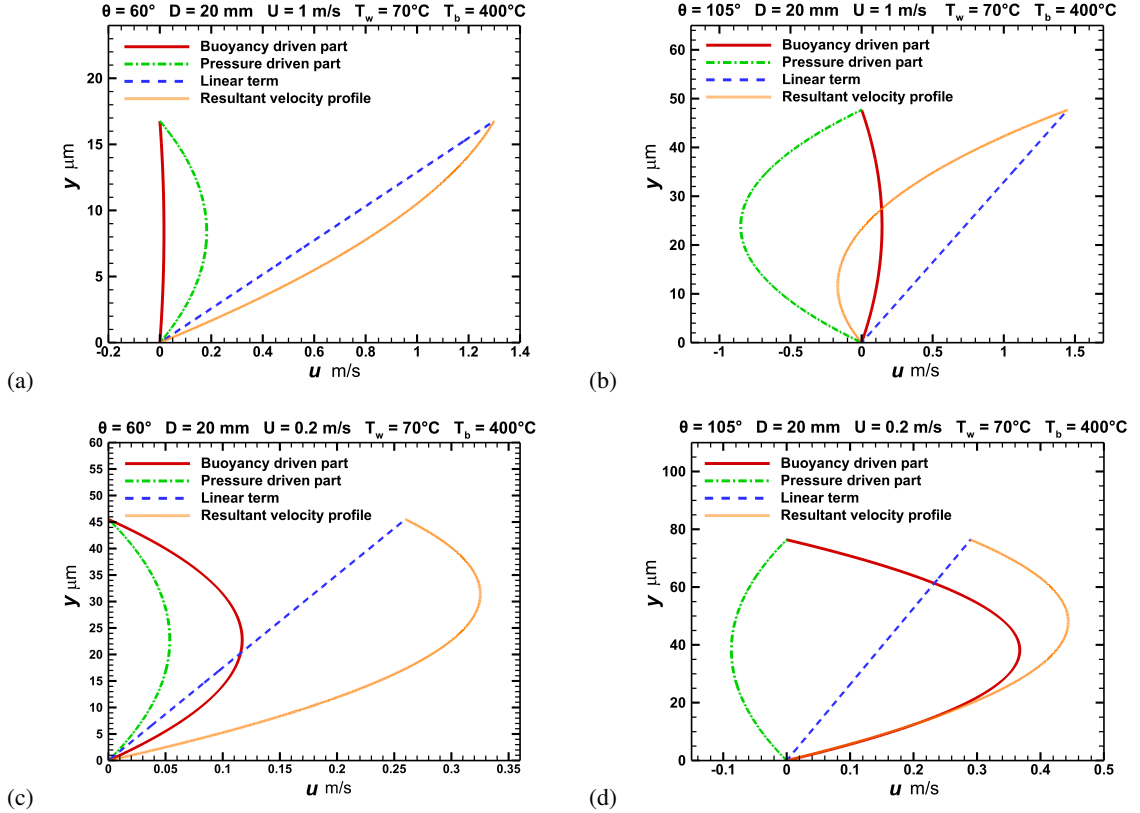 θ = 60° D = 20 mm U = 1 m/s T_w = 70°C T_b = 400°C
Buoyancy driven part
Pressure driven part
Linear term
Resultant velocity profile
20
15
10
5
0
y μm
-0.2 0 0.2 0.4 0.6 0.8 1 1.2 1.4
u m/s
(a)
θ = 105° D = 20 mm U = 1 m/s T_w = 70°C T_b = 400°C
Buoyancy driven part
Pressure driven part
Linear term
Resultant velocity profile
60
50
40
30
20
10
0
y μm
-1 -0.5 0 0.5 1 1.5
u m/s
(b)
θ = 60° D = 20 mm U = 0.2 m/s T_w = 70°C T_b = 400°C
Buoyancy driven part
Pressure driven part
Linear term
Resultant velocity profile
60
55
50
45
40
35
30
25
20
15
10
5
0
y μm
0 0.05 0.1 0.15 0.2 0.25 0.3 0.35
u m/s
(c)
θ = 105° D = 20 mm U = 0.2 m/s T_w = 70°C T_b = 400°C
Buoyancy driven part
Pressure driven part
Linear term
Resultant velocity profile
100
80
60
40
20
0
y μm
-0.1 0 0.1 0.2 0.3 0.4 0.5
u m/s
(d)